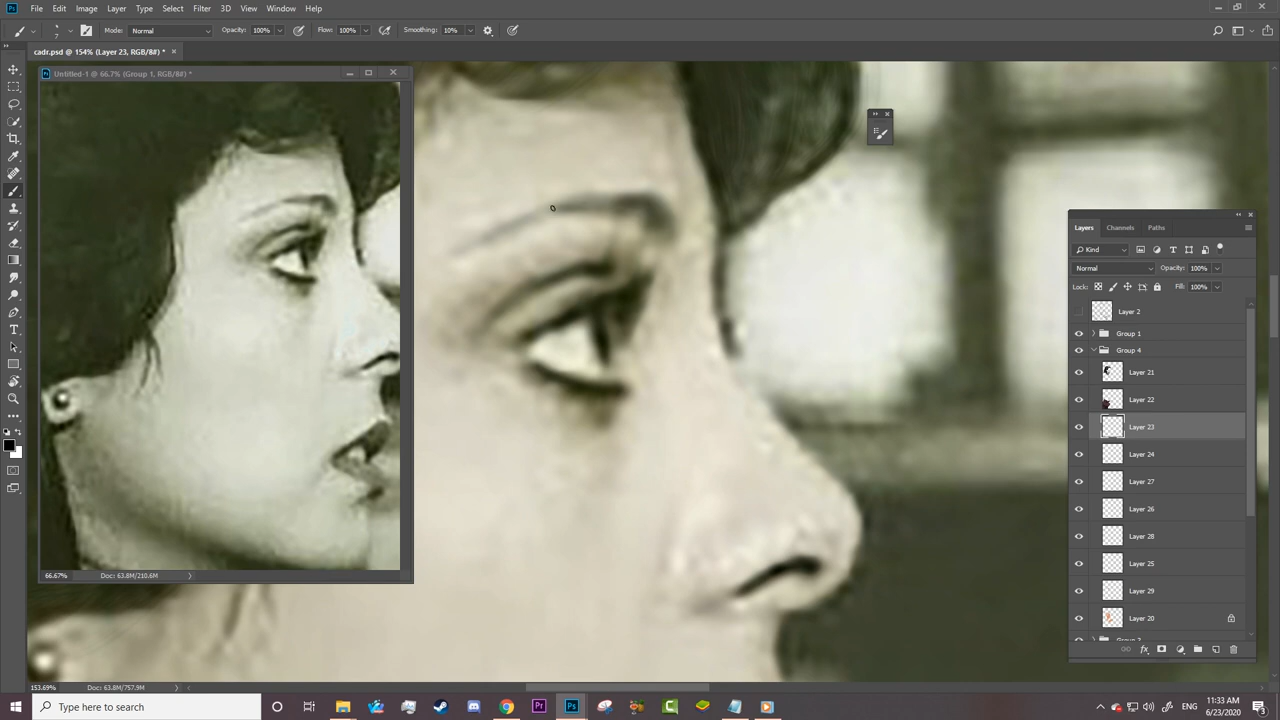 Ps File Edit Image Layer Type Select Filter 3D View Window Help
7 Mode: Normal Opacity: 100% Flow: 100% Smoothing: 10%
cadr.psd @ 154% (Layer 23, RGB/8#) *
Untitled-1 @ 66.7% (Group 1, RGB/8#) *
Layers Channels Paths
Kind
Normal Opacity: 100%
Lock: Fill: 100%
Layer 2
Group 1
Group 4
Layer 21
Layer 22
Layer 23
Layer 24
Layer 27
Layer 26
Layer 28
Layer 25
Layer 29
Layer 20
66.67% Doc: 63.8M/210.6M
fx
153.69% Doc: 63.8M/757.9M
Type here to search
Pr Ps
ENG
11:33 AM
6/23/2020